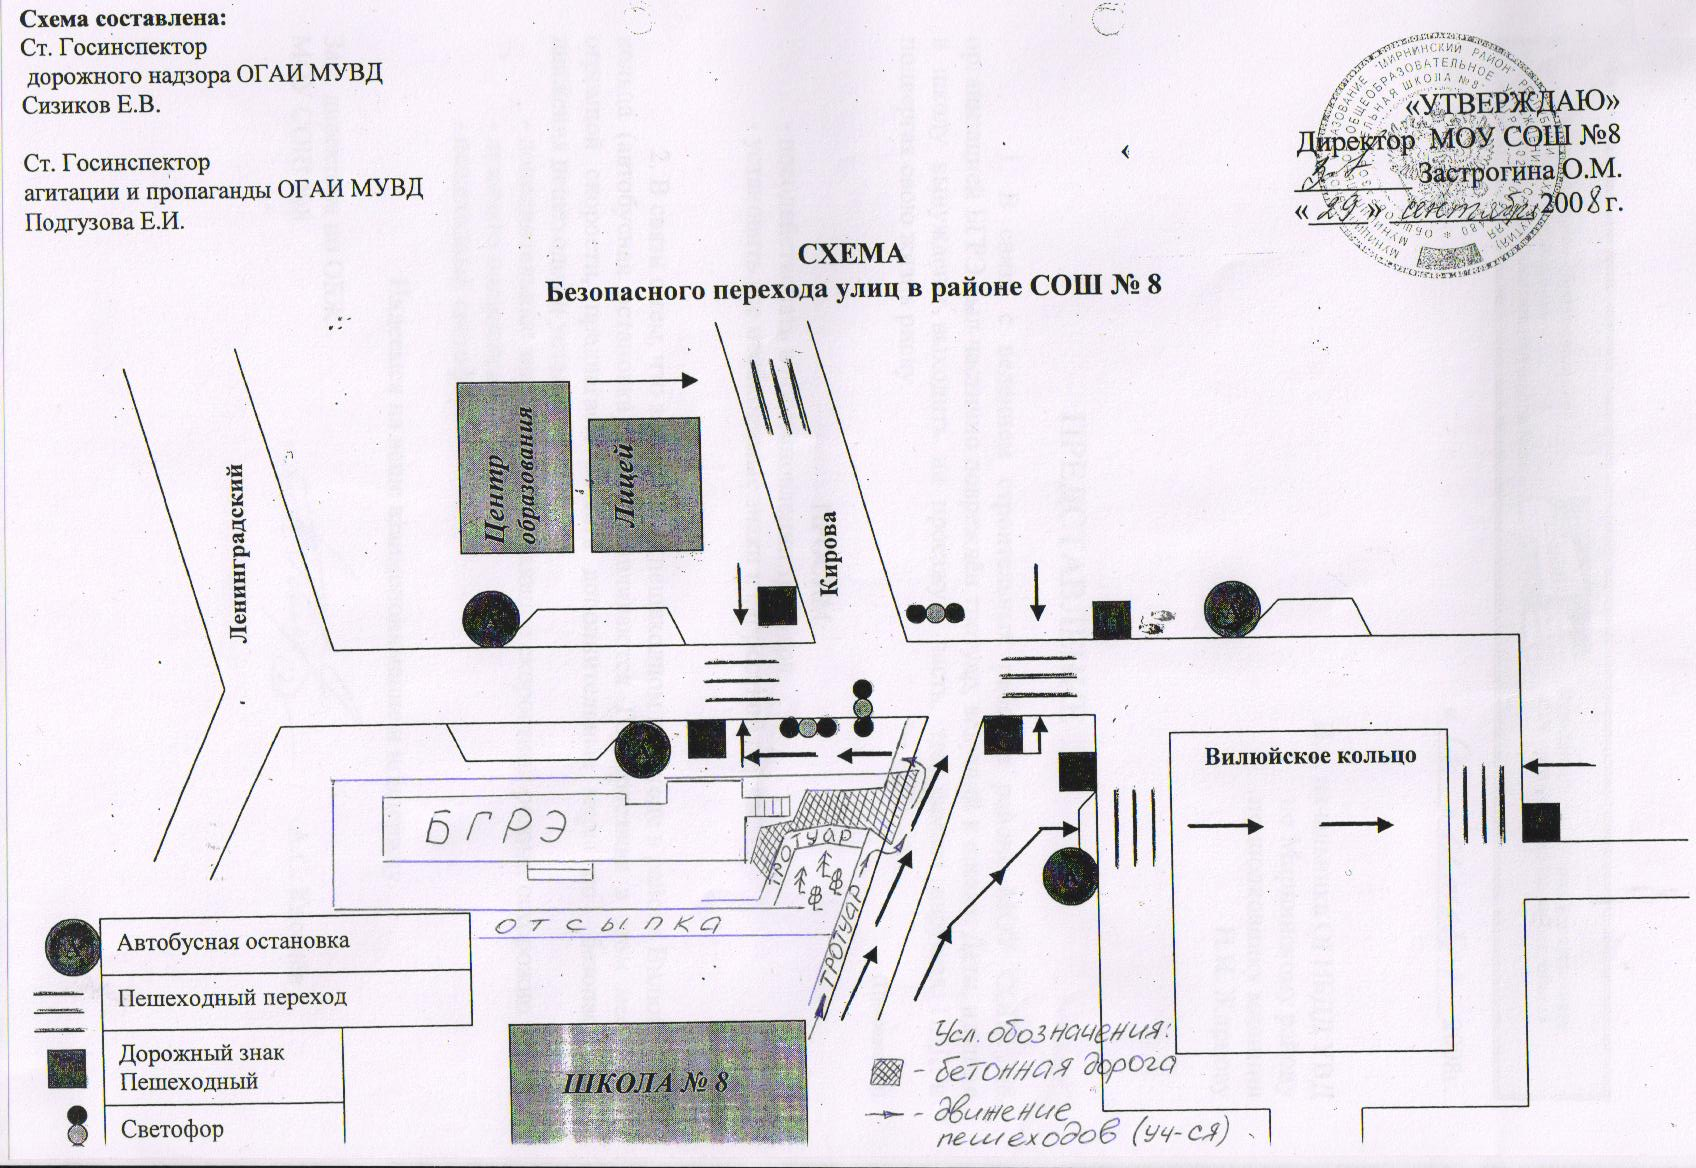 Схема составлена:
Ст. Госинспектор
дорожного надзора ОГАИ МУВД
Сизиков Е.В.
Ст. Госинспектор
агитации и пропаганды ОГАИ МУВД
Подгузова Е.И.
«УТВЕРЖДАЮ»
Директор МОУ СОШ №8
Застрогина О.М.
« 29 » сентября 2008 г.
СХЕМА
Безопасного перехода улиц в районе СОШ № 8
Ленинградский
Центр
образования
Лицей
Кирова
Вилюйское кольцо
БГРЭ
ТРОТУАР
ТРОТУАР
ОТСЫПКА
ШКОЛА № 8
Автобусная остановка
Пешеходный переход
Дорожный знак
Пешеходный
Светофор
Усл. обозначения:
- бетонная дорога
- движение
пешеходов (уч-ся)